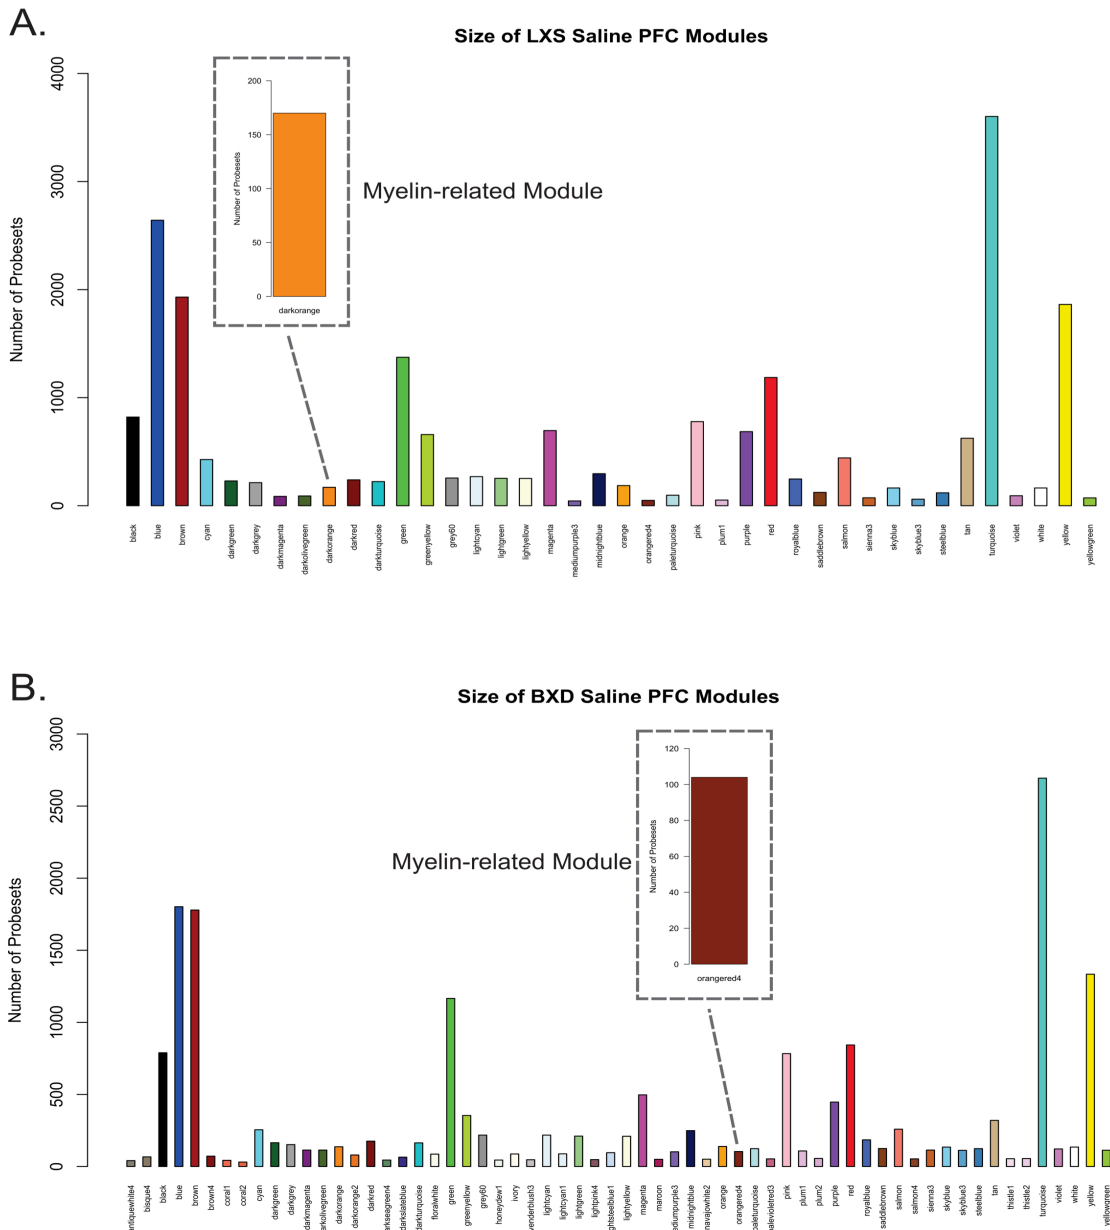 A.
Size of LXS Saline PFC Modules
Number of Probesets
4000
3000
2000
1000
0
Number of Probesets
200
150
100
50
0
darkorange
Myelin-related Module
black
blue
brown
cyan
darkgreen
darkgrey
darkmagenta
darkolivegreen
darkorange
darkred
darkturquoise
green
greenyellow
grey60
lightcyan
lightgreen
lightyellow
magenta
mediumpurple3
midnightblue
orange
orangered4
paleturquoise
pink
plum1
purple
red
royalblue
saddlebrown
salmon
sienna3
skyblue
skyblue3
steelblue
tan
turquoise
violet
white
yellow
yellowgreen
B.
Size of BXD Saline PFC Modules
Number of Probesets
3000
2500
2000
1500
1000
500
0
Myelin-related Module
Number of Probesets
120
100
80
60
40
20
0
orangered4
antiquewhite4
bisque4
black
blue
brown
brown4
coral1
coral2
cyan
darkgreen
darkgrey
darkmagenta
darkolivegreen
darkorange
darkorange2
darkred
arkseagreen4
darkslateblue
darkturquoise
floralwhite
green
greenyellow
grey60
honeydew1
ivory
venderblush3
lightcyan
lightcyan1
lightgreen
lightpink4
ghtsteelblue1
lightyellow
magenta
maroon
ediumpurple3
midnightblue
navajowhite2
orange
orangered4
paleturquoise
alevioletred3
pink
plum1
plum2
purple
red
royalblue
saddlebrown
salmon
salmon4
sienna3
skyblue
skyblue3
steelblue
tan
thistle1
thistle2
turquoise
violet
white
yellow
yellowgreen